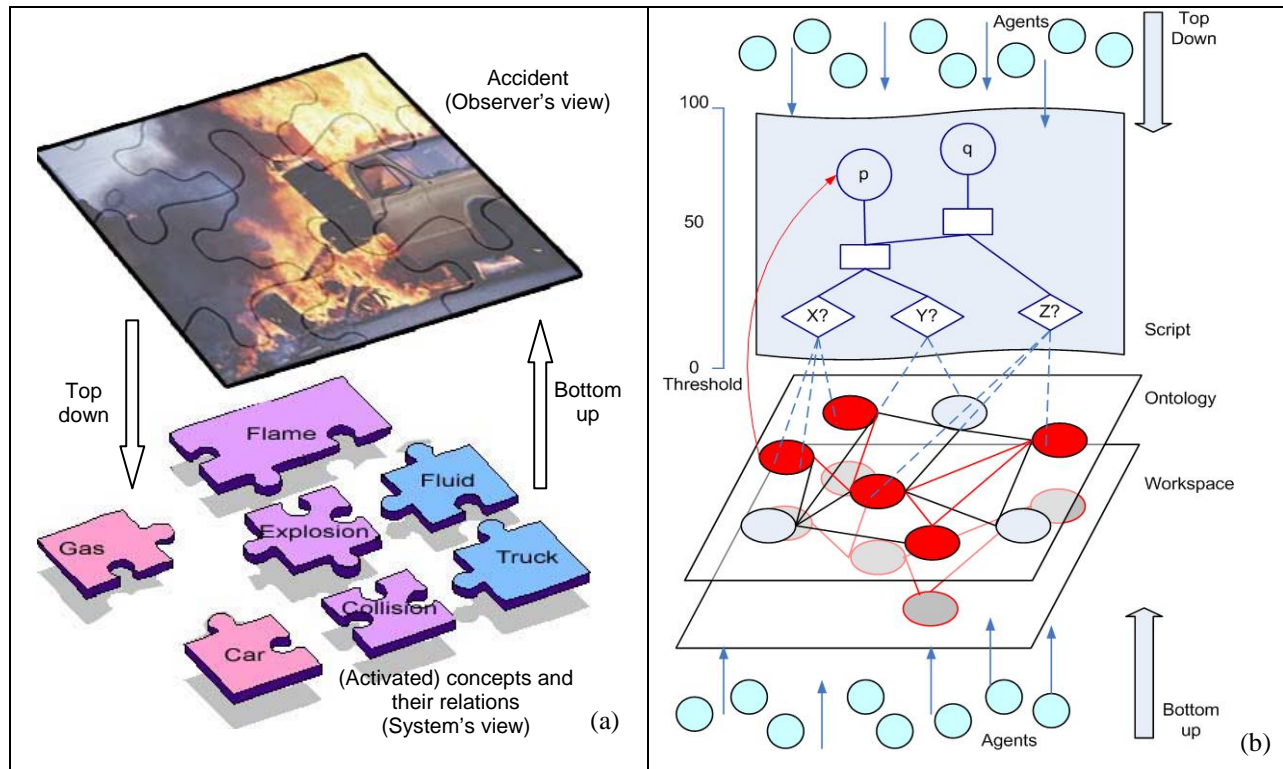 Accident
(Observer's view)
Top
down
Bottom
up
Flame
Fluid
Gas
Explosion
Truck
Collision
Car
(Activated) concepts and
their relations
(System's view)
(a)
Agents
Top
Down
100
q
p
50
X?
Y?
Z?
Script
0
Threshold
Ontology
Workspace
Agents
Bottom
up
(b)